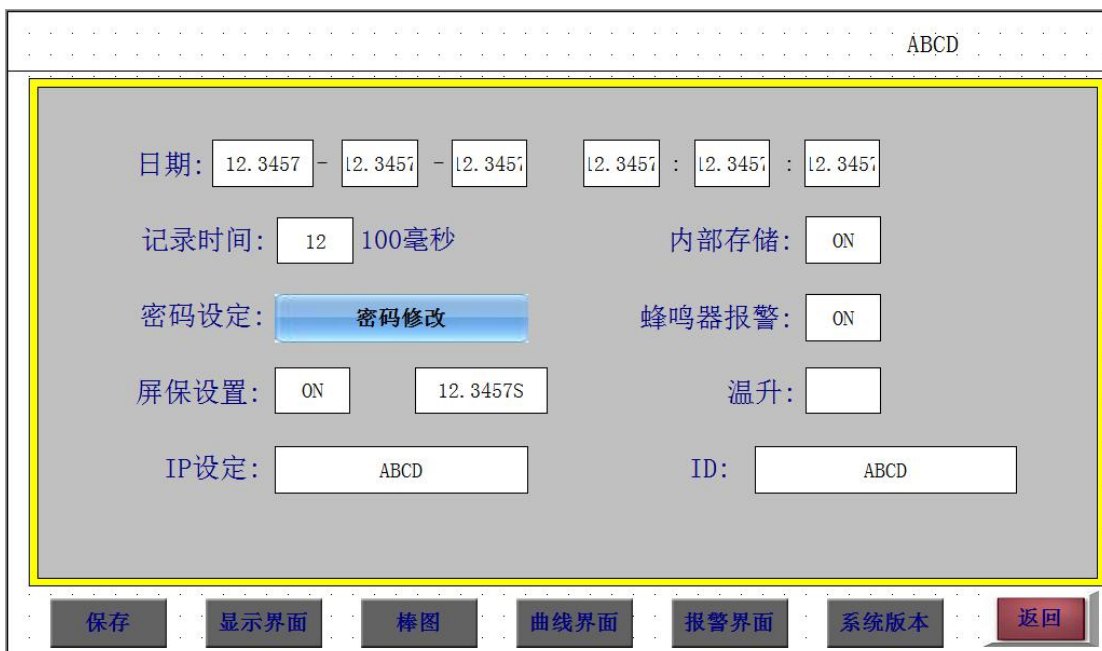 ABCD
日期: 12.3457 - 12.3457 - 12.3457 12.3457 : 12.3457 : 12.3457
记录时间: 12 100毫秒 内部存储: ON
密码设定: 密码修改 蜂鸣器报警: ON
屏保设置: ON 12.3457S 温升:
IP设定: ABCD ID: ABCD
保存 显示界面 棒图 曲线界面 报警界面 系统版本 返回